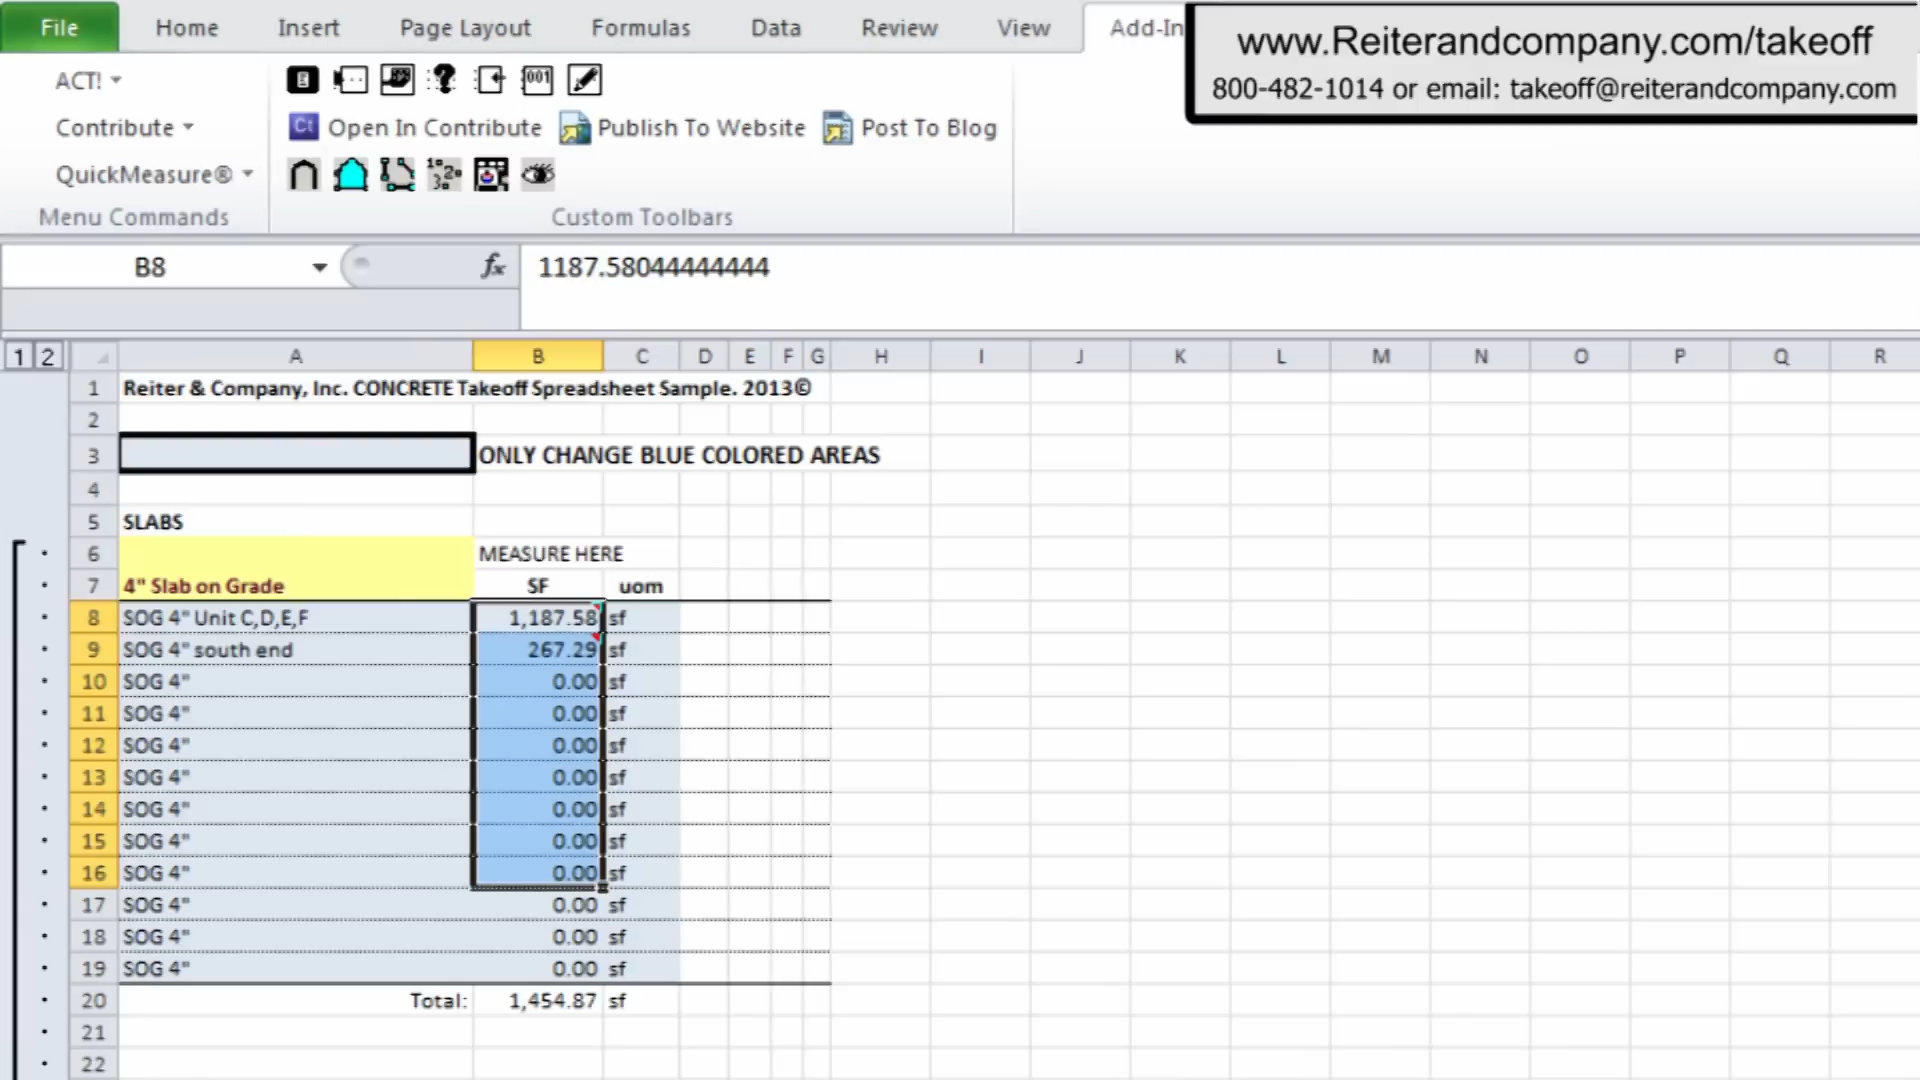 File Home Insert Page Layout Formulas Data Review View Add-In
www.Reiterandcompany.com/takeoff
800-482-1014 or email: takeoff@reiterandcompany.com
ACT!
Contribute Ct Open In Contribute Publish To Website Post To Blog
QuickMeasure®
Menu Commands Custom Toolbars
B8 fx 1187.58044444444
1 2 A B C D E F G H I J K L M N O P Q R
1 Reiter & Company, Inc. CONCRETE Takeoff Spreadsheet Sample. 2013©
2
3 ONLY CHANGE BLUE COLORED AREAS
4
5 SLABS
6 MEASURE HERE
7 4" Slab on Grade SF uom
8 SOG 4" Unit C,D,E,F 1,187.58 sf
9 SOG 4" south end 267.29 sf
10 SOG 4" 0.00 sf
11 SOG 4" 0.00 sf
12 SOG 4" 0.00 sf
13 SOG 4" 0.00 sf
14 SOG 4" 0.00 sf
15 SOG 4" 0.00 sf
16 SOG 4" 0.00 sf
17 SOG 4" 0.00 sf
18 SOG 4" 0.00 sf
19 SOG 4" 0.00 sf
20 Total: 1,454.87 sf
21
22